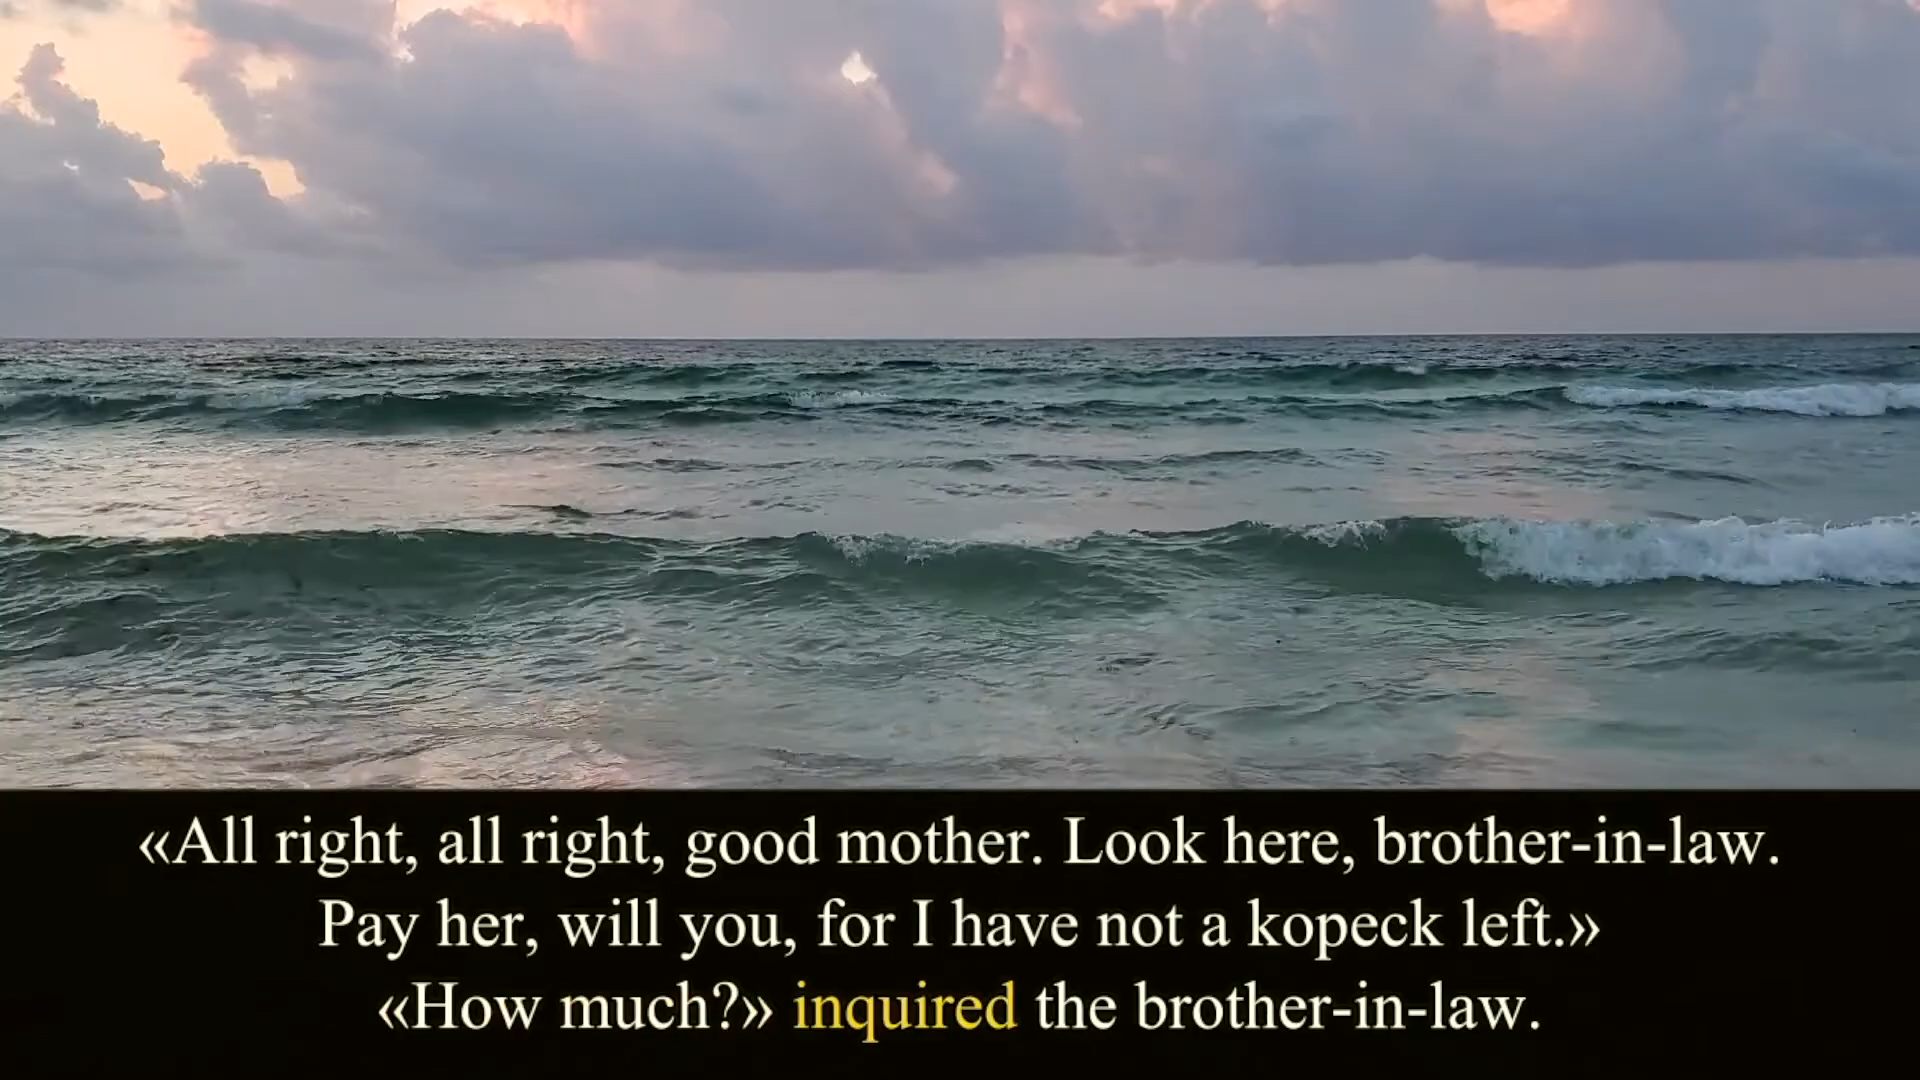 «All right, all right, good mother. Look here, brother-in-law.
Pay her, will you, for I have not a kopeck left.»
«How much?» inquired the brother-in-law.